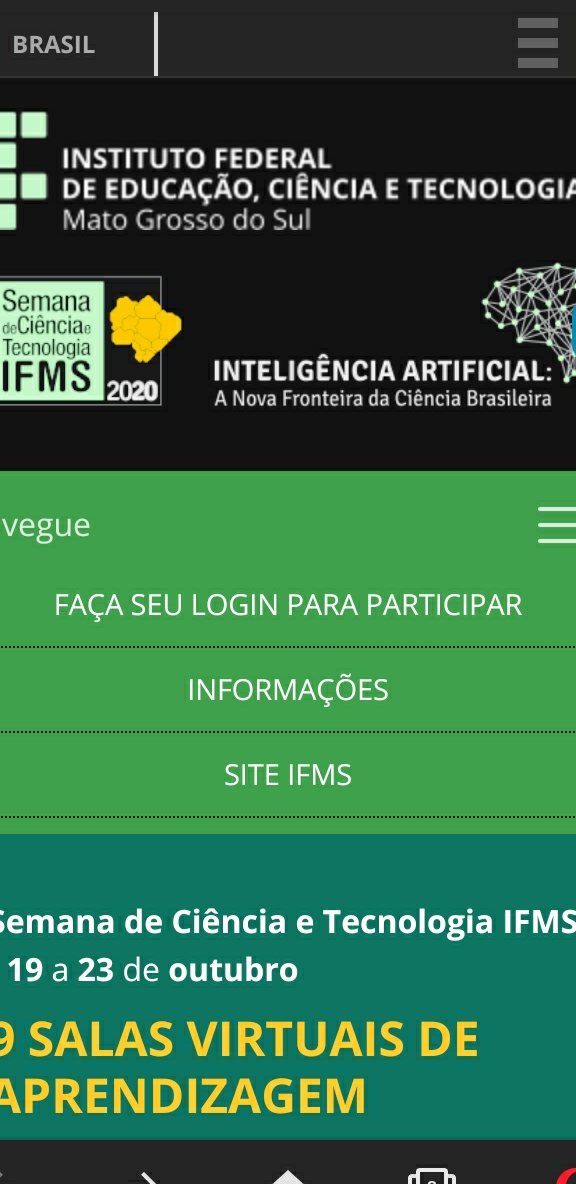 BRASIL
INSTITUTO FEDERAL
DE EDUCAÇÃO, CIÊNCIA E TECNOLOGIA
Mato Grosso do Sul
Semana
de Ciência e
Tecnologia
IFMS
2020
INTELIGÊNCIA ARTIFICIAL:
A Nova Fronteira da Ciência Brasileira
vegue
FAÇA SEU LOGIN PARA PARTICIPAR
INFORMAÇÕES
SITE IFMS
Semana de Ciência e Tecnologia IFMS
19 a 23 de outubro
9 SALAS VIRTUAIS DE
APRENDIZAGEM